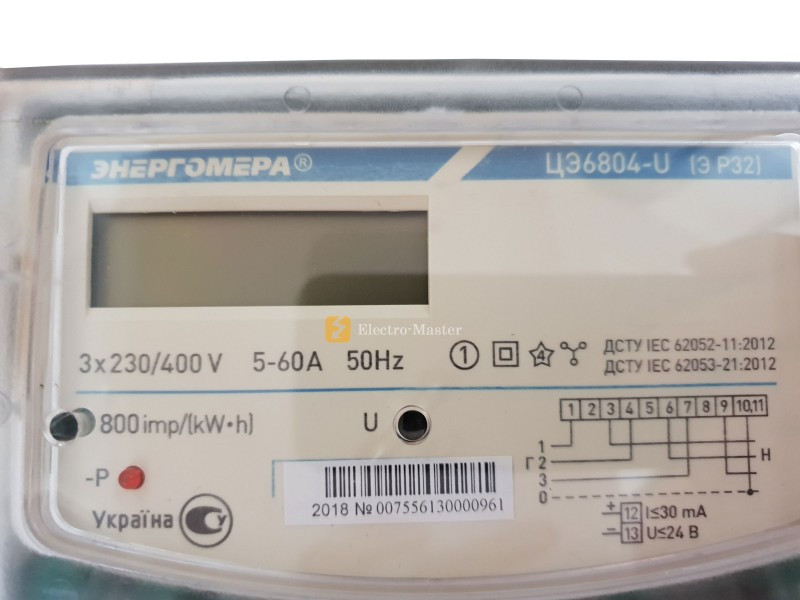 ЭНЕРГОМЕРА®
ЦЭ6804-U (Э Р32)
Electro-Master
3x230/400 V 5-60A 50Hz 1 4 ДСТУ IEC 62052-11:2012
ДСТУ IEC 62053-21:2012
800 imp/(kW•h) U
1 2 3 4 5 6 7 8 9 10,11
1
Г 2 Н
3
0
-P
2018 № 007556130000961
Україна
+ 12 I≤30 mA
– 13 U≤24 В